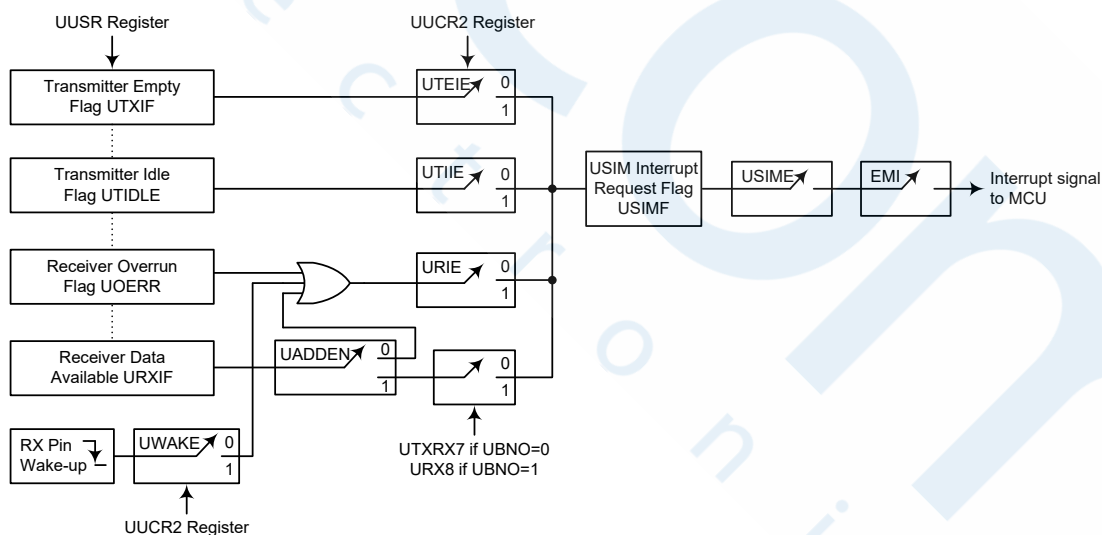 UUSR Register
UUCR2 Register
Transmitter Empty
Flag UTXIF
UTEIE
0
1
Transmitter Idle
Flag UTIDLE
UTIIE
0
1
USIM Interrupt
Request Flag
USIMF
USIME
EMI
Interrupt signal
to MCU
Receiver Overrun
Flag UOERR
URIE
0
1
Receiver Data
Available URXIF
UADDEN
0
1
0
1
RX Pin
Wake-up
UWAKE
0
1
UTXRX7 if UBNO=0
URX8 if UBNO=1
UUCR2 Register